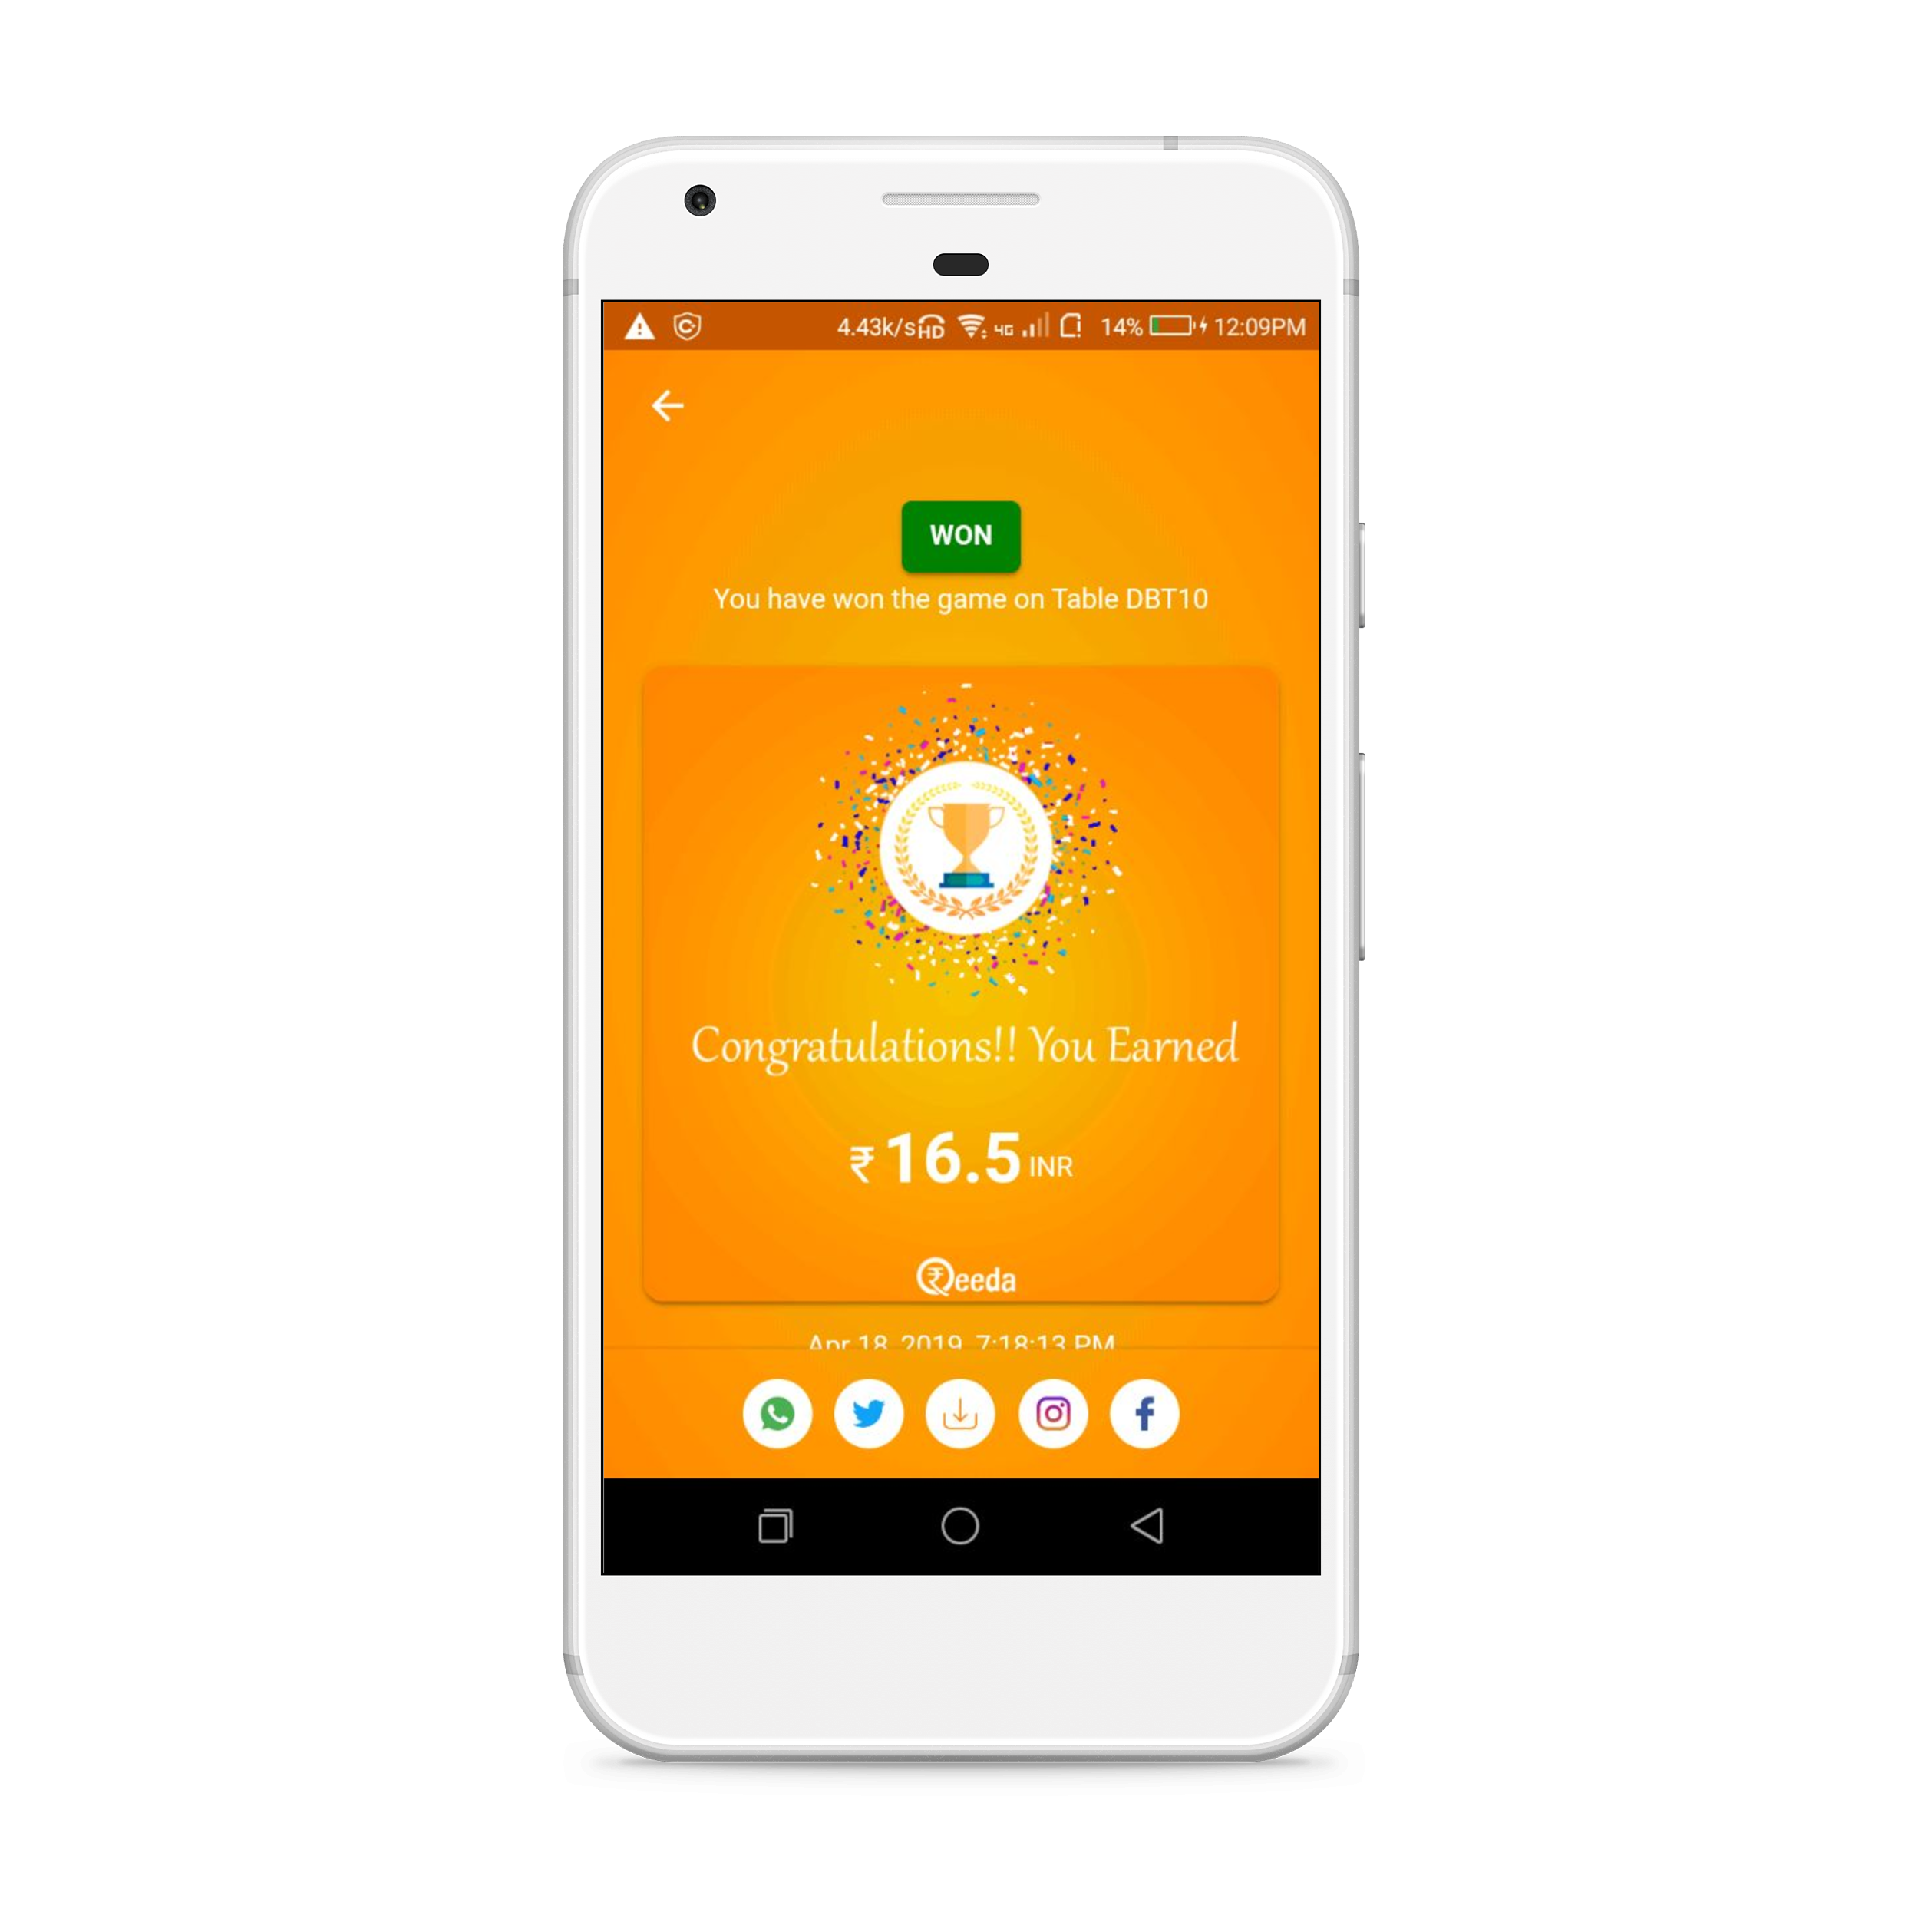 4.43k/s HD 4G 14% 12:09PM
WON
You have won the game on Table DBT10
Congratulations!! You Earned
₹ 16.5 INR
Qeeda
Apr 18, 2019, 7:18:13 PM